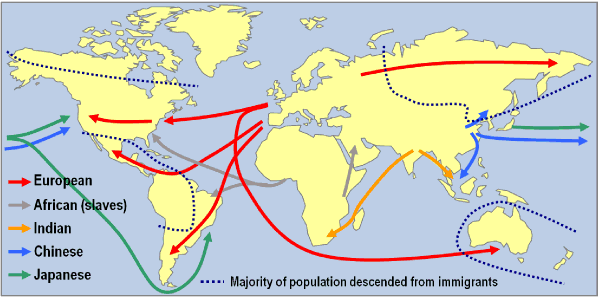 European
African (slaves)
Indian
Chinese
Japanese
Majority of population descended from immigrants